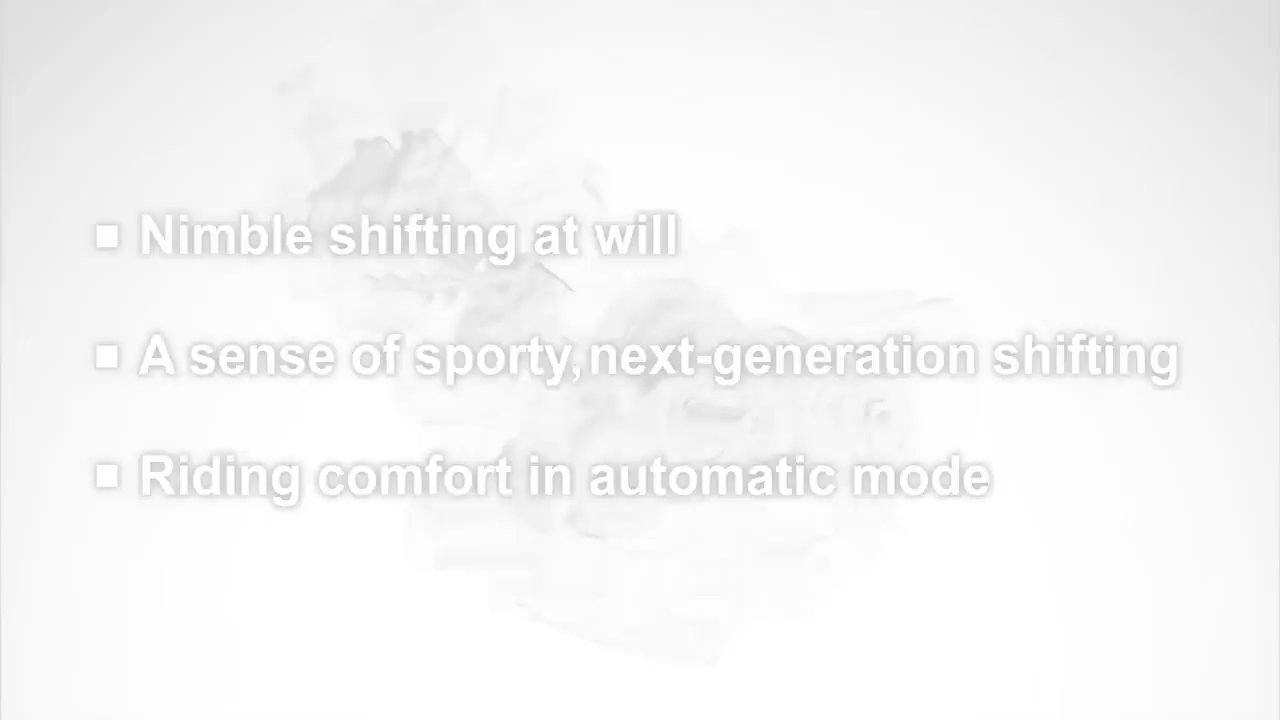 ▪ Nimble shifting at will
▪ A sense of sporty,next-generation shifting
▪ Riding comfort in automatic mode